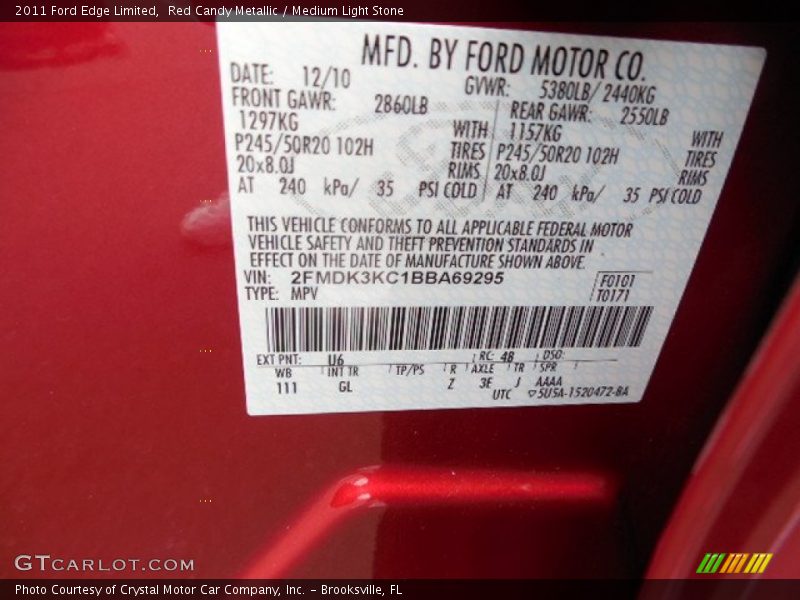 2011 Ford Edge Limited, Red Candy Metallic / Medium Light Stone
MFD. BY FORD MOTOR CO.
DATE: 12/10 GVWR: 5380LB/ 2440KG
FRONT GAWR: 2860LB REAR GAWR: 2550LB
1297KG WITH 1157KG WITH
P245/50R20 102H TIRES P245/50R20 102H TIRES
20x8.0J RIMS 20x8.0J RIMS
AT 240 kPa/ 35 PSI COLD AT 240 kPa/ 35 PSI COLD
THIS VEHICLE CONFORMS TO ALL APPLICABLE FEDERAL MOTOR
VEHICLE SAFETY AND THEFT PREVENTION STANDARDS IN
EFFECT ON THE DATE OF MANUFACTURE SHOWN ABOVE.
VIN: 2FMDK3KC1BBA69295 F0101
TYPE: MPV T0171
EXT PNT: U6 RC: 48 DSO:
WB INT TR TP/PS R AXLE TR SPR
111 GL Z 3E J AAAA
UTC 5U5A-1520472-BA
GTCARLOT.COM
Photo Courtesy of Crystal Motor Car Company, Inc. – Brooksville, FL